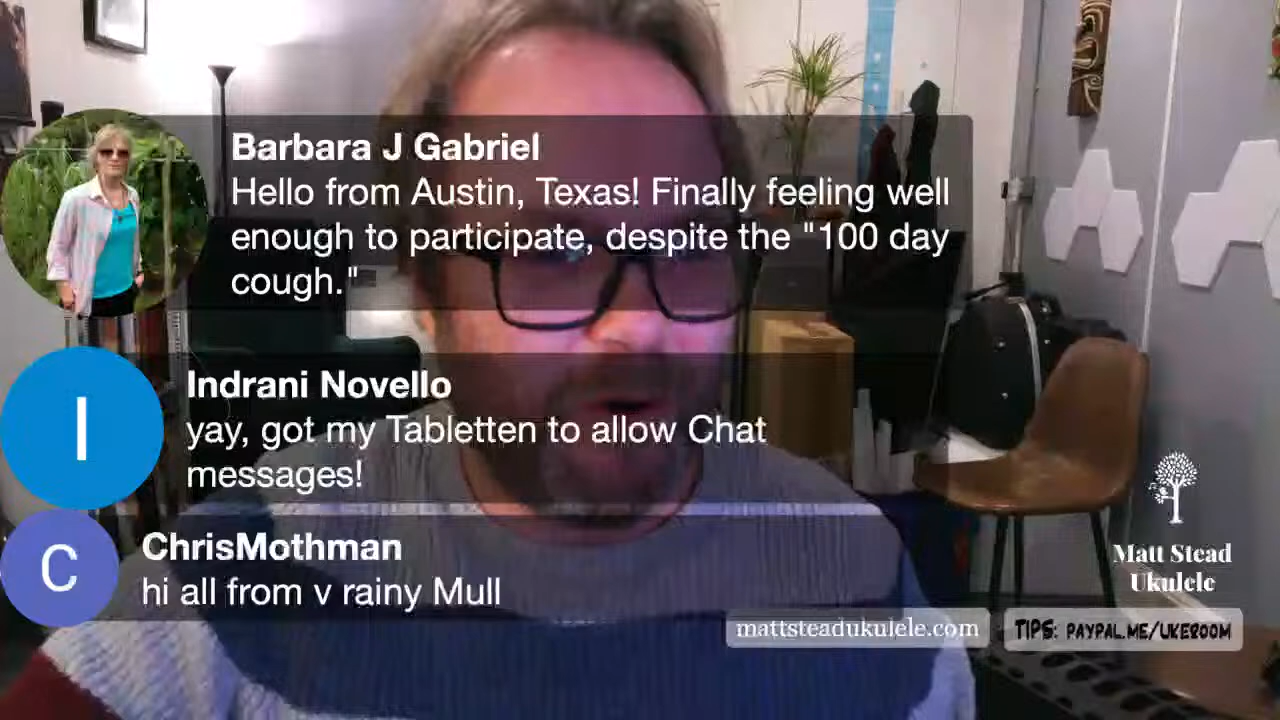 Barbara J Gabriel
Hello from Austin, Texas! Finally feeling well
enough to participate, despite the "100 day
cough."
I
Indrani Novello
yay, got my Tabletten to allow Chat
messages!
C
ChrisMothman
hi all from v rainy Mull
Matt Stead
Ukulele
mattsteadukulele.com
TIPS: PAYPAL.ME/UKEROOM